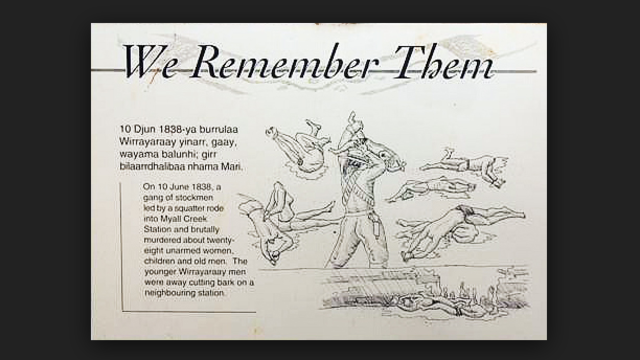 We Remember Them
10 Djun 1838-ya burrulaa
Wirrayaraay yinarr, gaay,
wayama balunhi; girr
bilaarrdhalibaa nhama Mari.
On 10 June 1838, a
gang of stockmen
led by a squatter rode
into Myall Creek
Station and brutally
murdered about twenty-
eight unarmed women,
children and old men. The
younger Wirrayaraay men
were away cutting bark on a
neighbouring station.